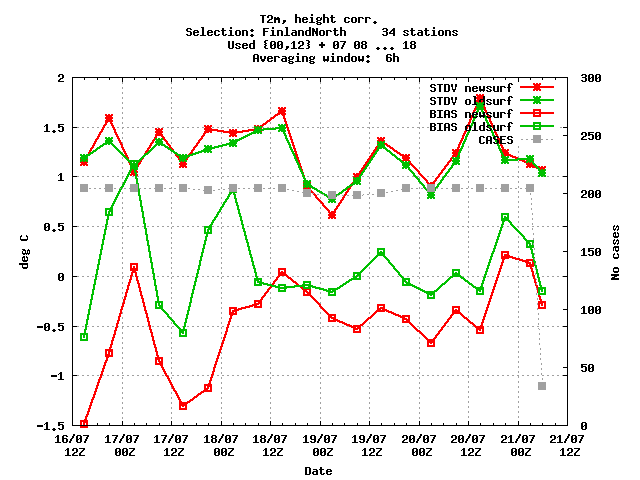 T2m, height corr.
Selection: FinlandNorth     34 stations
Used {00,12} + 07 08 ... 18
Averaging window:  6h
STDV newsurf
STDV oldsurf
BIAS newsurf
BIAS oldsurf
CASES
2
1.5
1
0.5
0
-0.5
-1
-1.5
deg C
300
250
200
150
100
50
0
No cases
16/07 17/07 17/07 18/07 18/07 19/07 19/07 20/07 20/07 21/07 21/07
12Z 00Z 12Z 00Z 12Z 00Z 12Z 00Z 12Z 00Z 12Z
Date